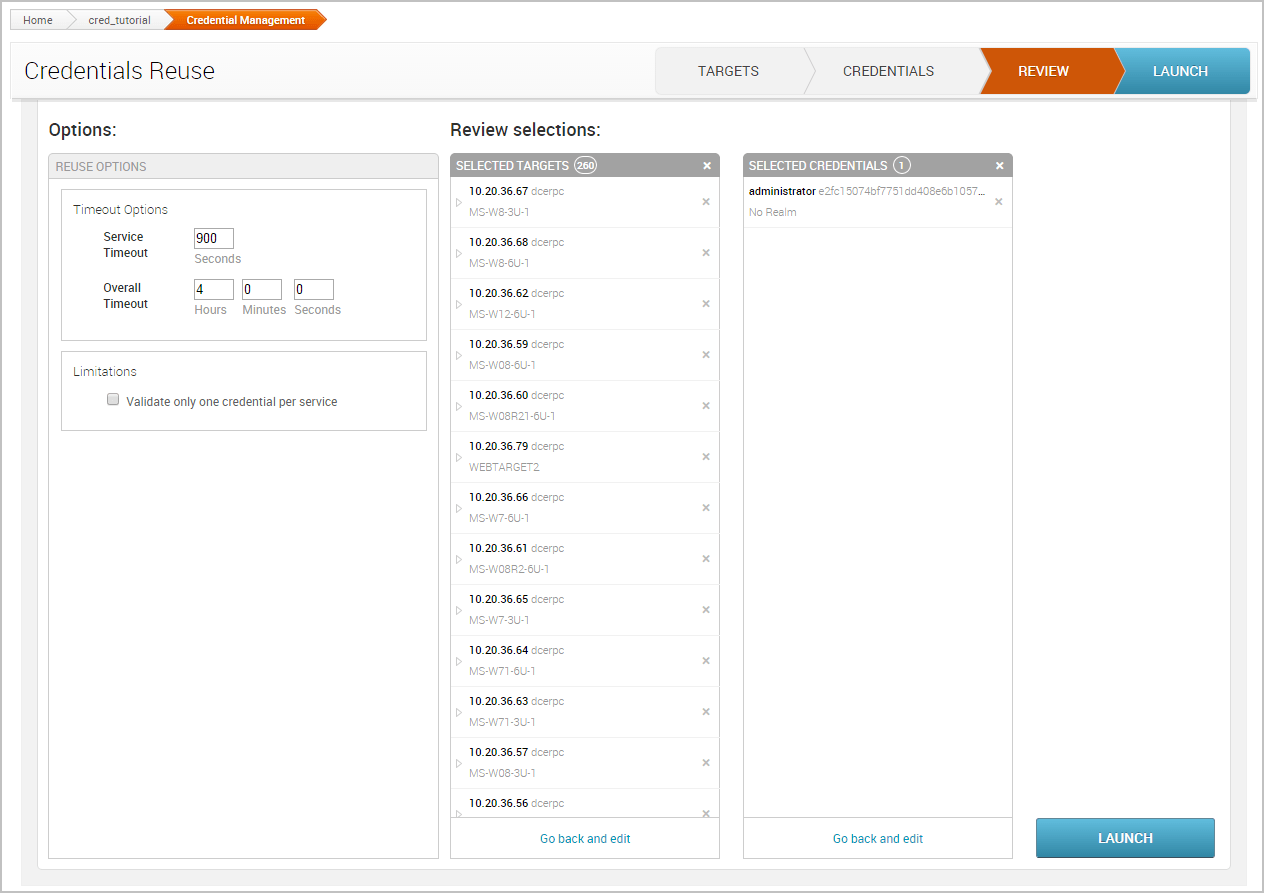 Home cred_tutorial Credential Management
Credentials Reuse
TARGETS CREDENTIALS REVIEW LAUNCH
Options:
REUSE OPTIONS
Timeout Options
Service Timeout
900
Seconds
Overall Timeout
4 0 0
Hours Minutes Seconds
Limitations
Validate only one credential per service
Review selections:
SELECTED TARGETS 260 ×
10.20.36.67 dcerpc
MS-W8-3U-1
10.20.36.68 dcerpc
MS-W8-6U-1
10.20.36.62 dcerpc
MS-W12-6U-1
10.20.36.59 dcerpc
MS-W08-6U-1
10.20.36.60 dcerpc
MS-W08R21-6U-1
10.20.36.79 dcerpc
WEBTARGET2
10.20.36.66 dcerpc
MS-W7-6U-1
10.20.36.61 dcerpc
MS-W08R2-6U-1
10.20.36.65 dcerpc
MS-W7-3U-1
10.20.36.64 dcerpc
MS-W71-6U-1
10.20.36.63 dcerpc
MS-W71-3U-1
10.20.36.57 dcerpc
MS-W08-3U-1
10.20.36.56 dcerpc
Go back and edit
SELECTED CREDENTIALS 1 ×
administrator e2fc15074bf7751dd408e6b1057...
No Realm
Go back and edit
LAUNCH